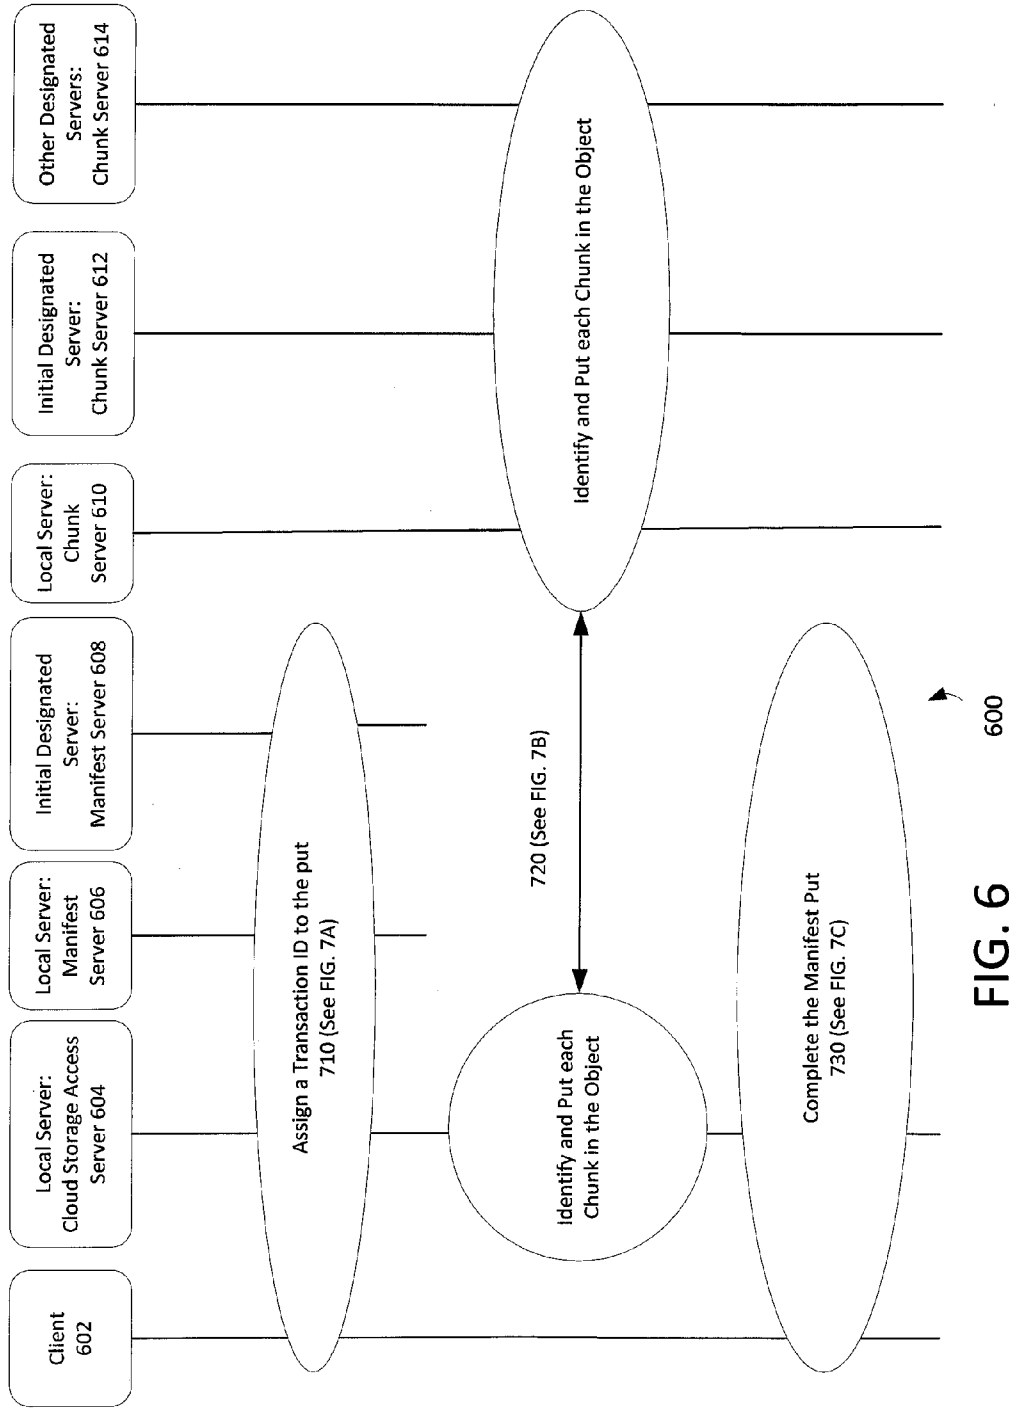 Client
602
Local Server:
Cloud Storage Access
Server 604
Local Server:
Manifest
Server 606
Initial Designated
Server:
Manifest Server 608
Local Server:
Chunk
Server 610
Initial Designated
Server:
Chunk Server 612
Other Designated
Servers:
Chunk Server 614
Assign a Transaction ID to the put
710 (See FIG. 7A)
Identify and Put each
Chunk in the Object
720 (See FIG. 7B)
Identify and Put each Chunk in the Object
Complete the Manifest Put
730 (See FIG. 7C)
600
FIG. 6